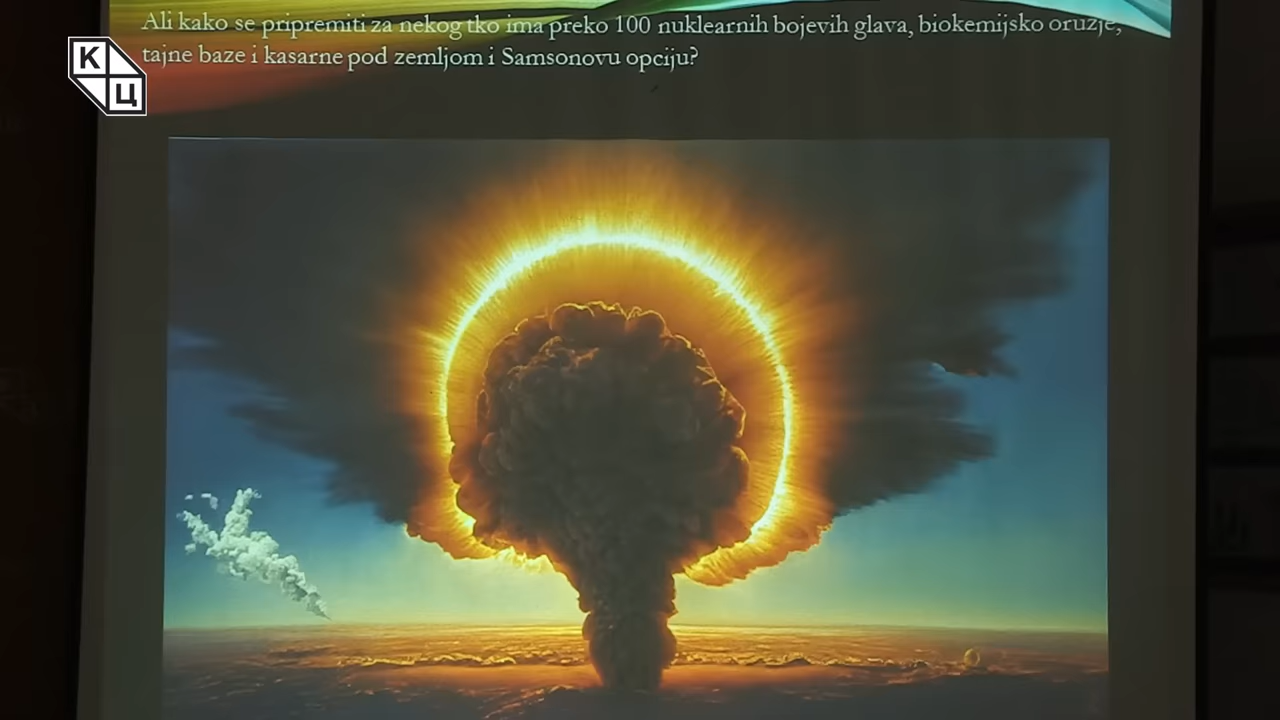 Ali kako se pripremiti za nekog tko ima preko 100 nuklearnih bojevih glava, biokemijsko oruzje,
tajne baze i kasarne pod zemljom i Samsonovu opciju?
К
Ц